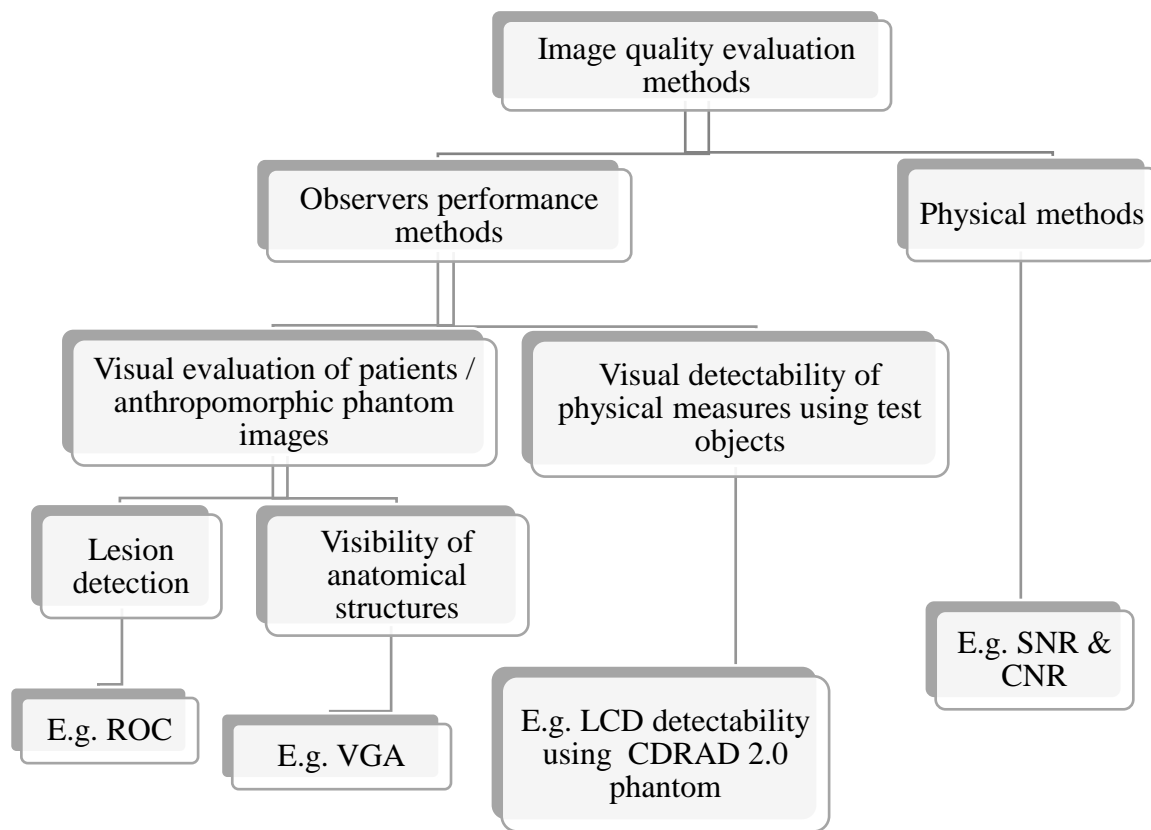 Image quality evaluation
methods
Observers performance
methods
Physical methods
Visual evaluation of patients /
anthropomorphic phantom
images
Visual detectability of
physical measures using test
objects
Lesion
detection
Visibility of
anatomical
structures
E.g. SNR &
CNR
E.g. ROC
E.g. VGA
E.g. LCD detectability
using CDRAD 2.0
phantom